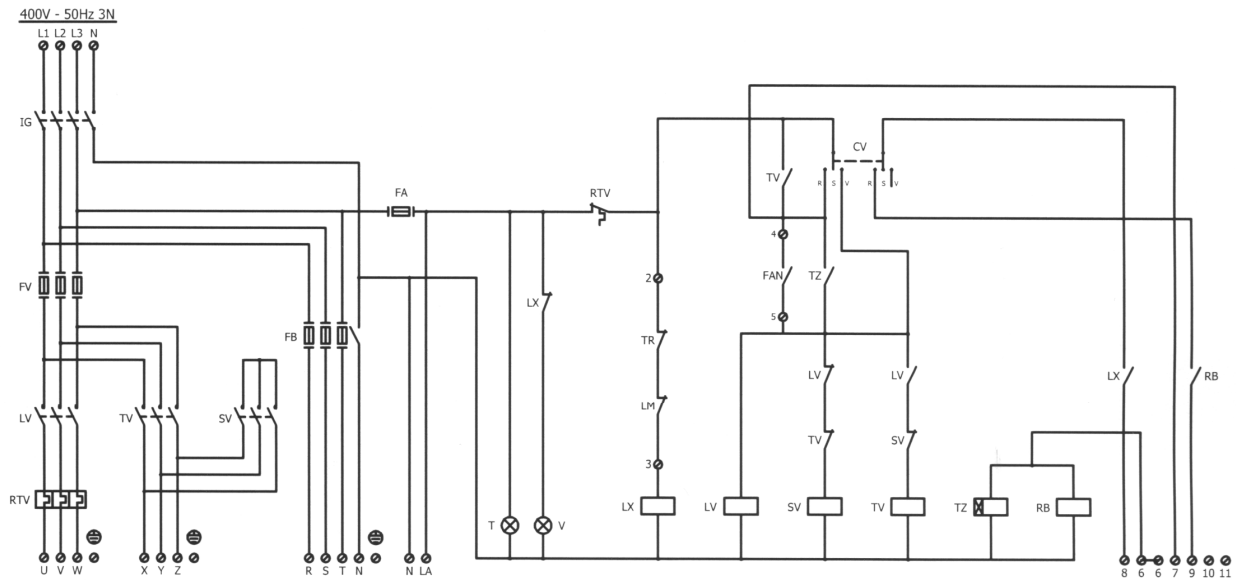 400V - 50Hz 3N
L1 L2 L3 N
IG
FA
RTV
TV
CV
R S V R S V
4
FV
2
FAN
TZ
LX
5
FB
TR
LV
TV
SV
LM
LV
LV
LX
RB
TV
SV
3
RTV
T
V
LX
LV
SV
TV
TZ
RB
U V W
X Y Z
R S T N
N LA
8 6 6 7 9 10 11